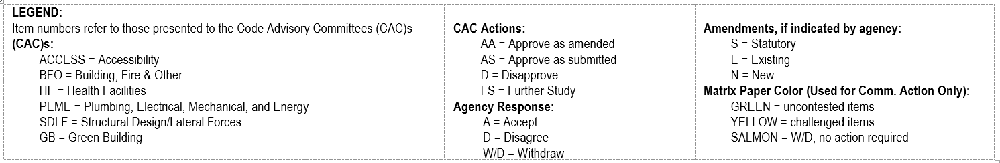 LEGEND:
Item numbers refer to those presented to the Code Advisory Committees (CAC)s
(CAC)s:
ACCESS = Accessibility
BFO = Building, Fire & Other
HF = Health Facilities
PEME = Plumbing, Electrical, Mechanical, and Energy
SDLF = Structural Design/Lateral Forces
GB = Green Building
CAC Actions:
AA = Approve as amended
AS = Approve as submitted
D = Disapprove
FS = Further Study
Agency Response:
A = Accept
D = Disagree
W/D = Withdraw
Amendments, if indicated by agency:
S = Statutory
E = Existing
N = New
Matrix Paper Color (Used for Comm. Action Only):
GREEN = uncontested items
YELLOW = challenged items
SALMON = W/D, no action required